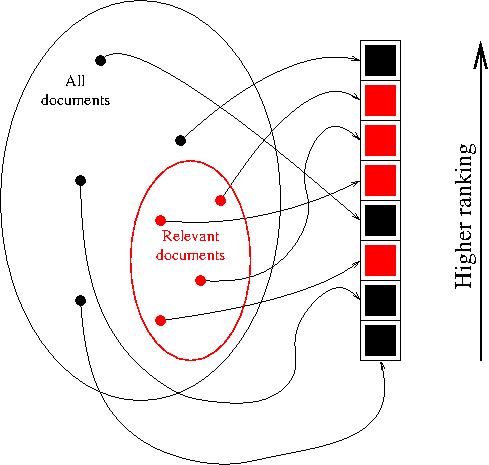 All
documents
Relevant
documents
Higher ranking